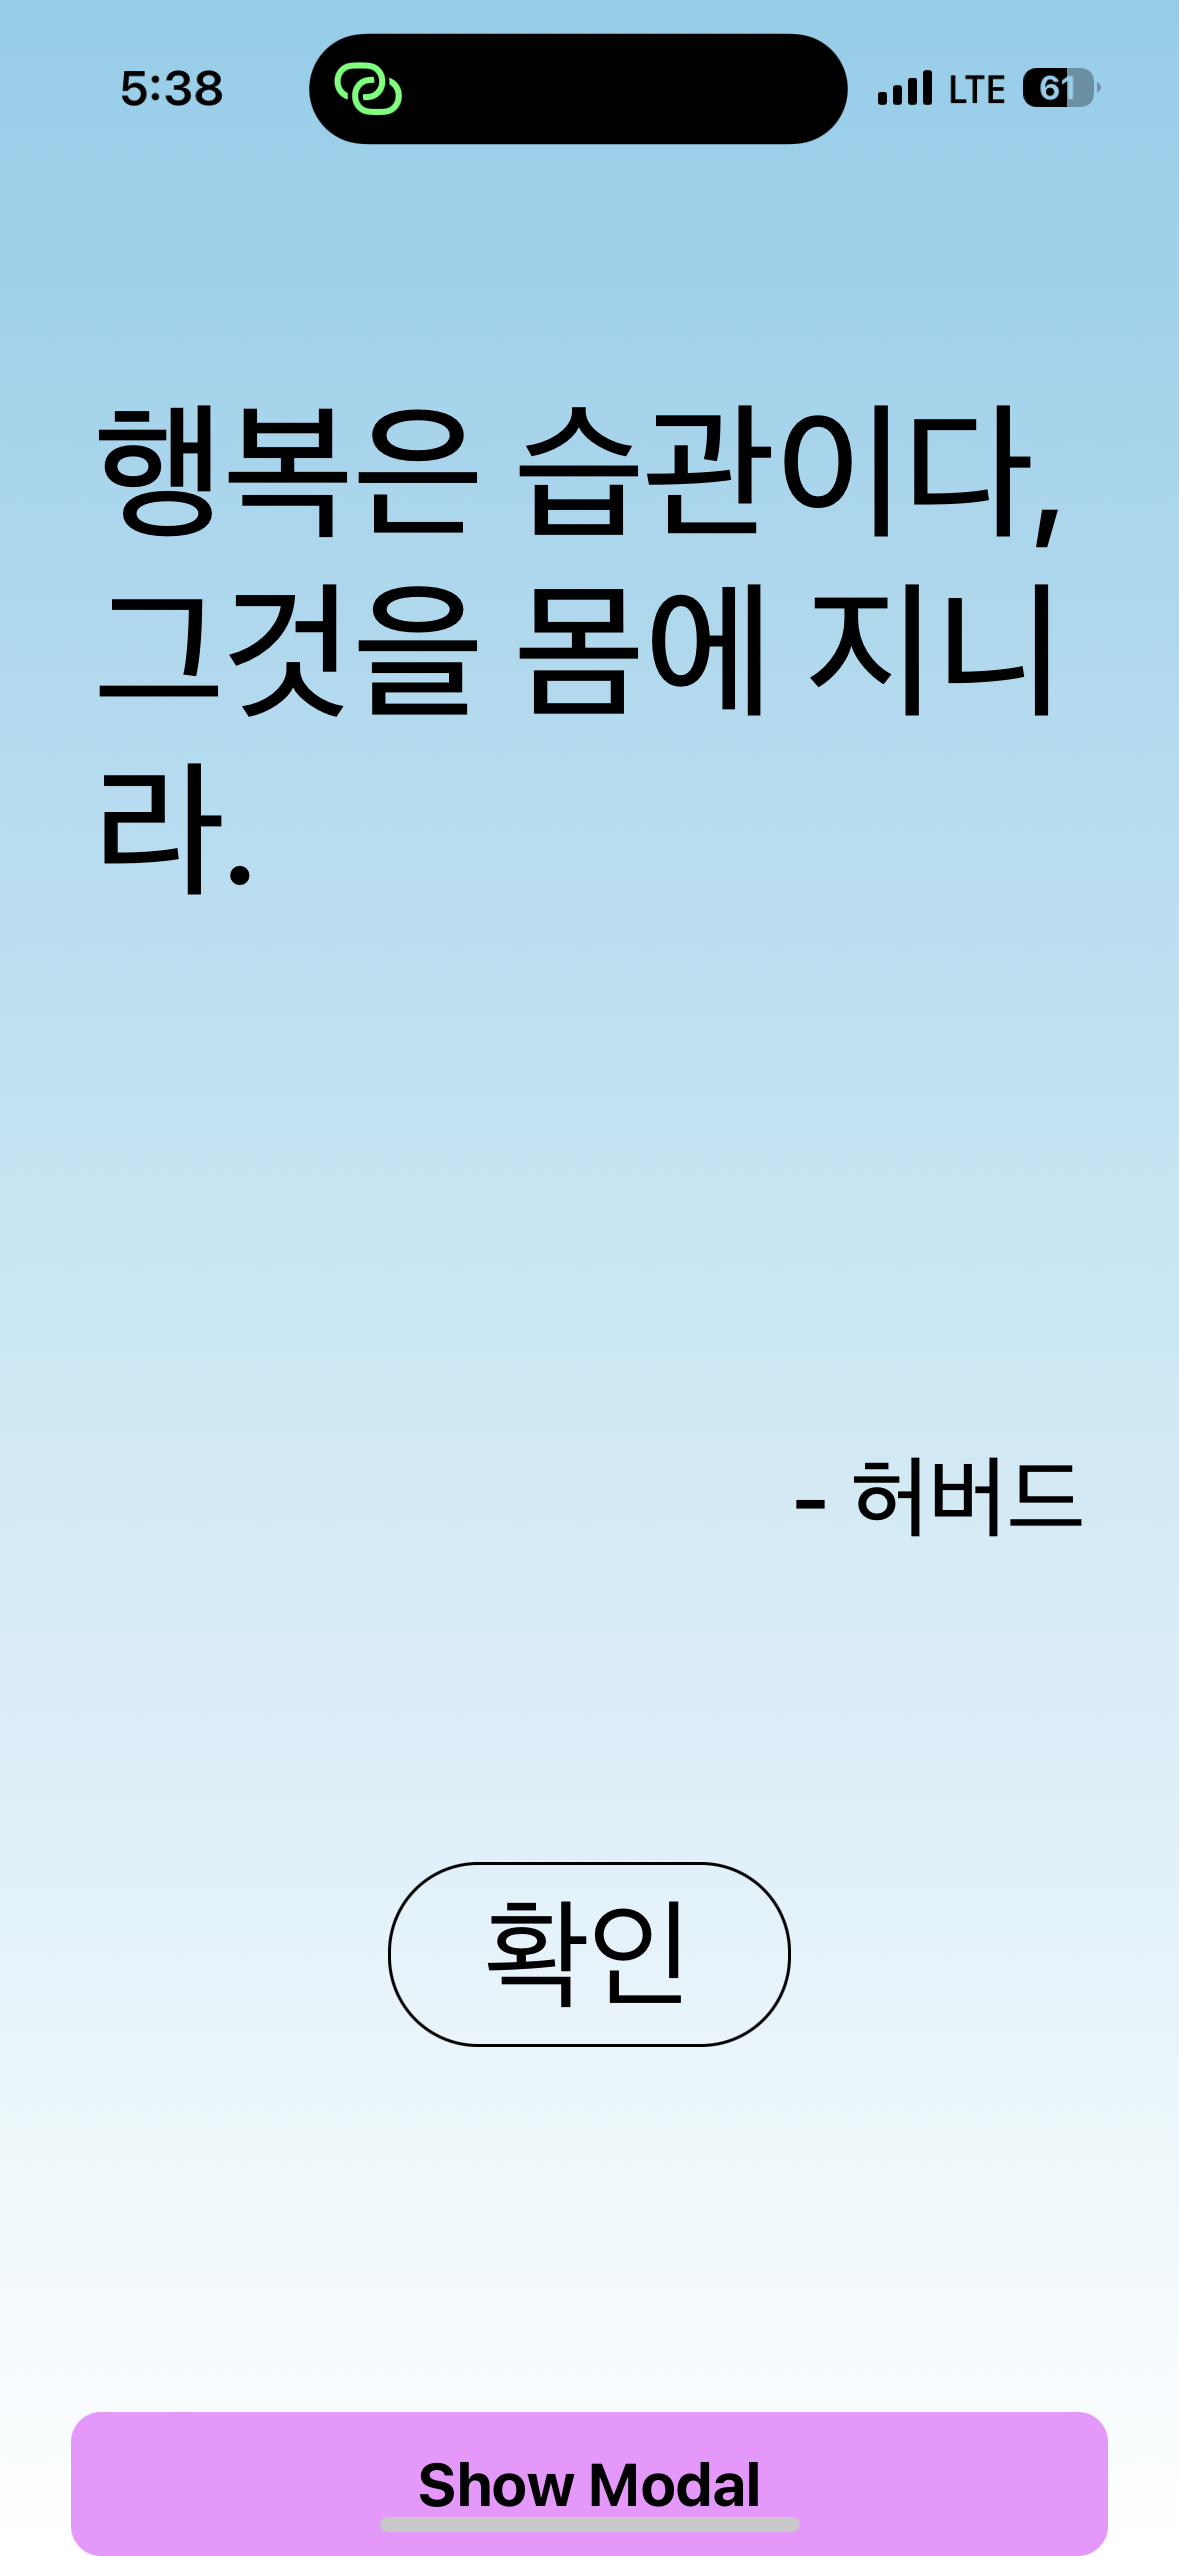 5:38
LTE
61
행복은 습관이다,
그것을 몸에 지니
라.
- 허버드
확인
Show Modal